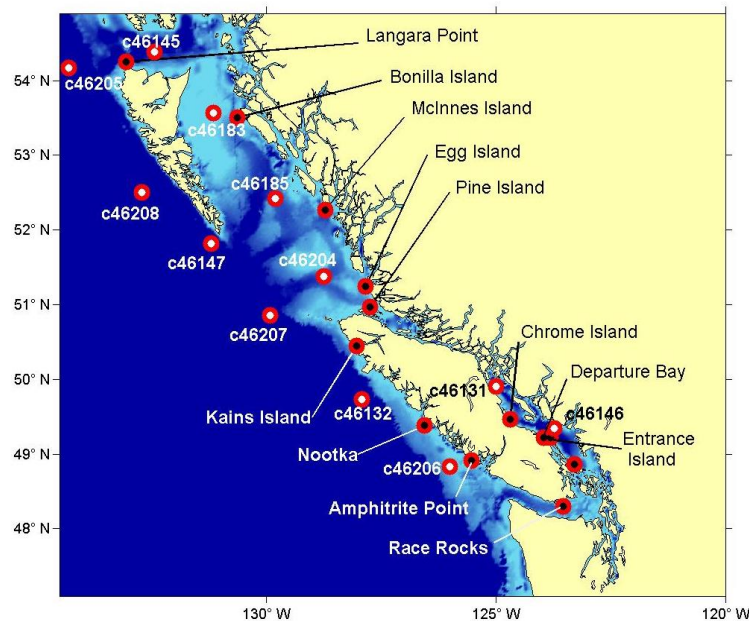 c46145
Langara Point
54° N
c46205
Bonilla Island
McInnes Island
c46183
53° N
Egg Island
c46185
Pine Island
c46208
52° N
c46147
c46204
51° N
c46207
Chrome Island
50° N
c46131
Departure Bay
Kains Island
c46132
c46146
Entrance
Island
49° N
Nootka
c46206
Amphitrite Point
48° N
Race Rocks
130° W
125° W
120° W